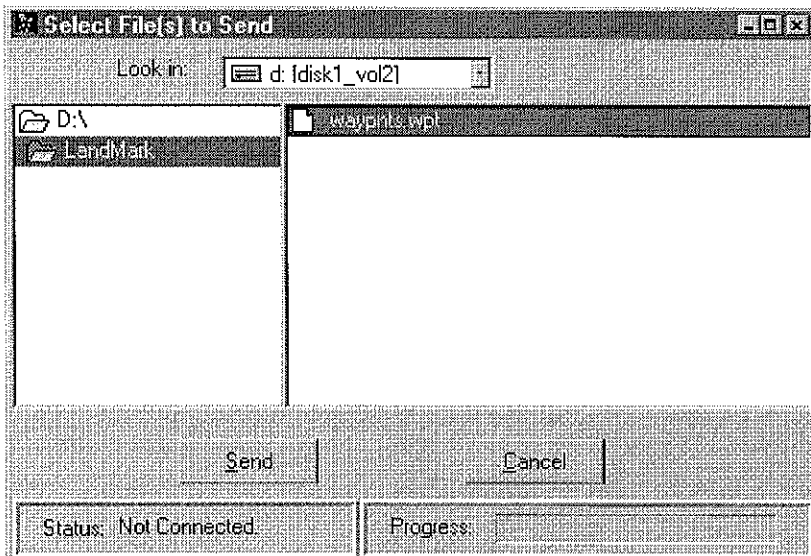 Select File(s) to Send
Look in: d: [disk1_vol2]
D:\
LandMark
waypnts.wpt
Send Cancel
Status: Not Connected. Progress: